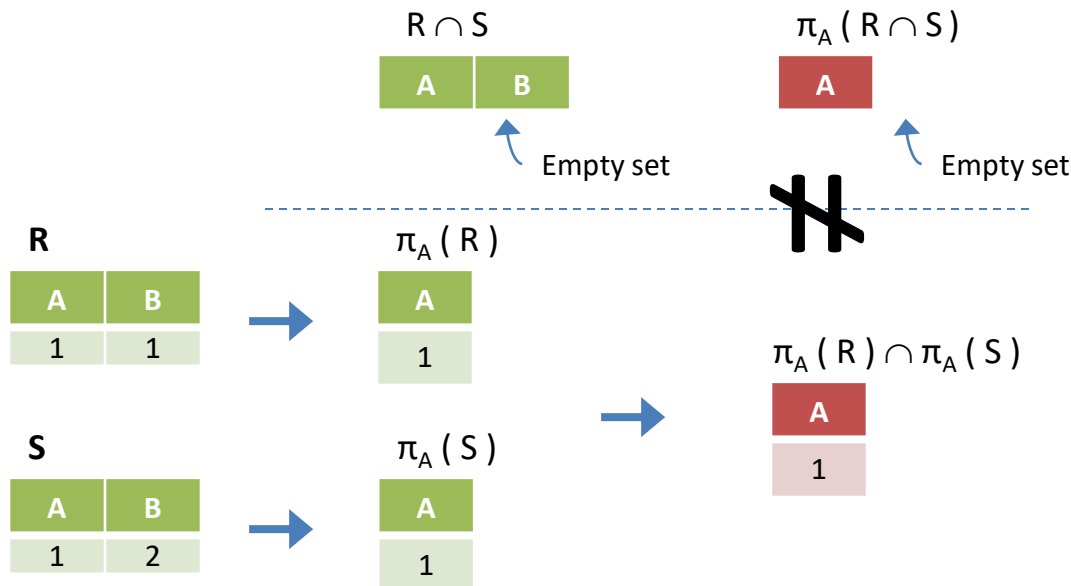 R ∩ S
A B
Empty set
π_A ( R ∩ S )
A
Empty set
R
A B
1 1
π_A ( R )
A
1
S
A B
1 2
π_A ( S )
A
1
π_A ( R ) ∩ π_A ( S )
A
1